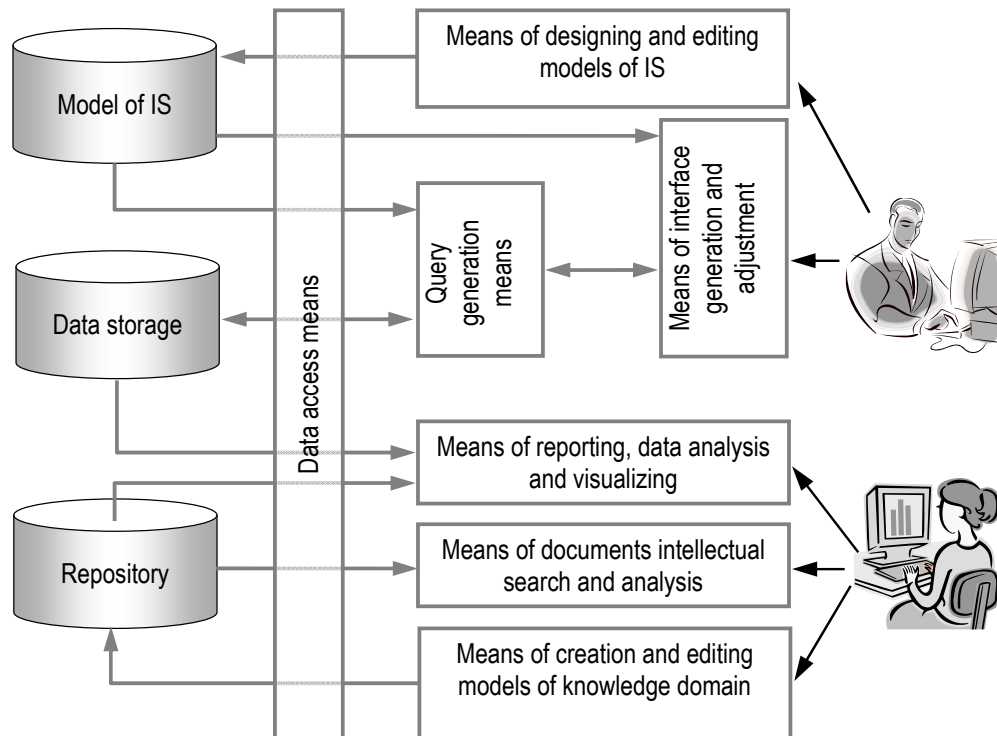 Means of designing and editing
models of IS
Model of IS
Means of interface
generation and
adjustment
Query
generation
means
Data storage
Data access means
Means of reporting, data analysis
and visualizing
Repository
Means of documents intellectual
search and analysis
Means of creation and editing
models of knowledge domain